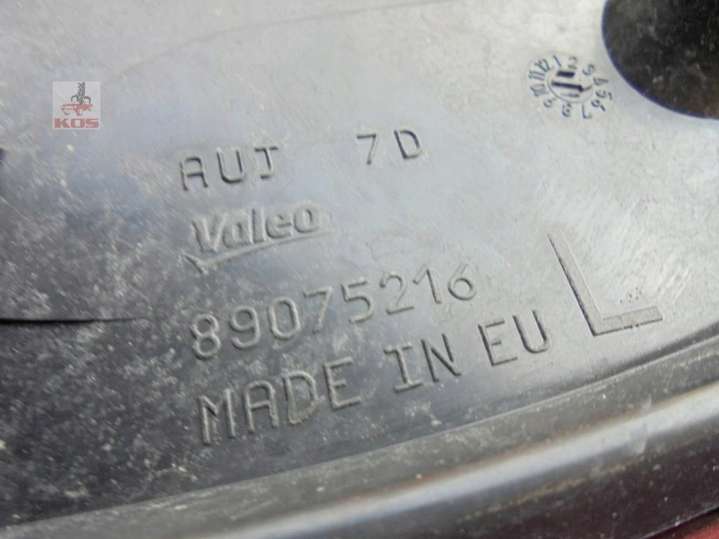 KOS
AUJ 7D
Valeo
89075216
L
MADE IN EU